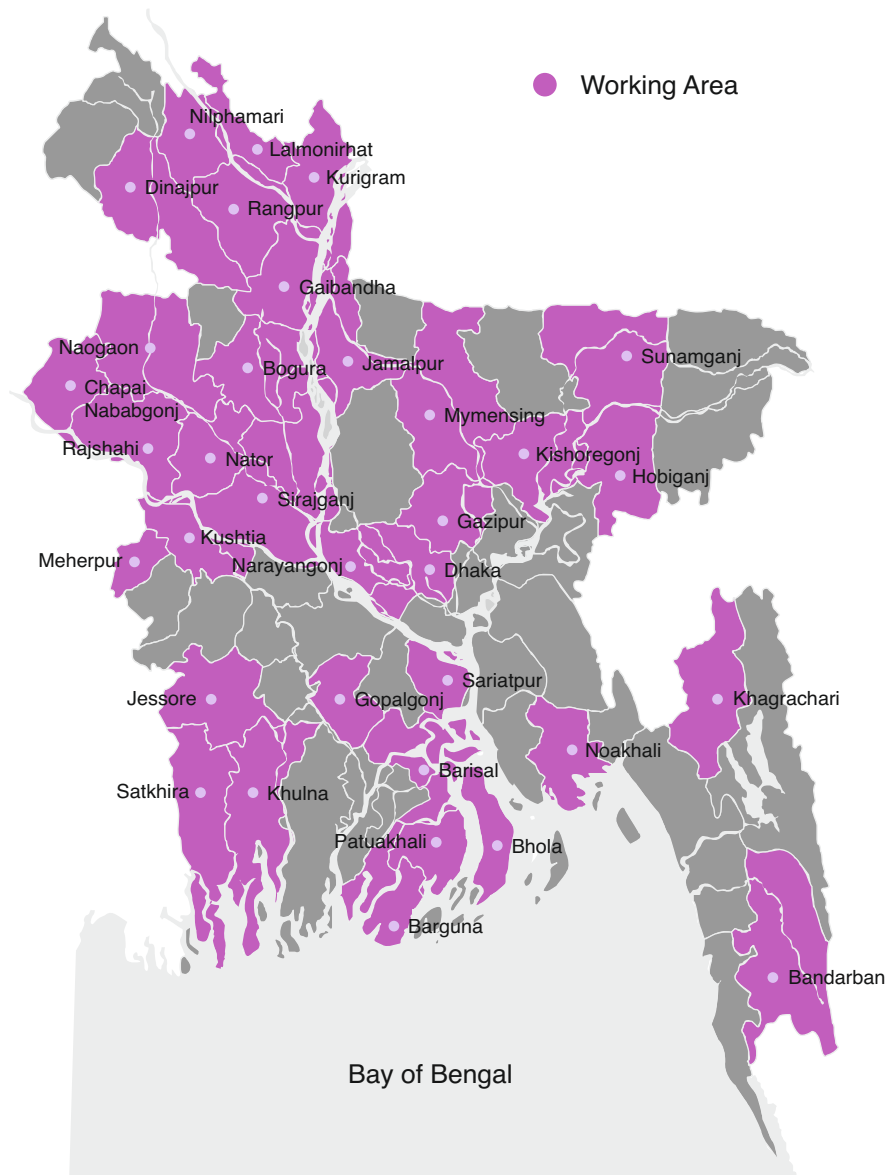 Working Area
Nilphamari
Lalmonirhat
Kurigram
Dinajpur
Rangpur
Gaibandha
Naogaon
Bogura
Jamalpur
Sunamganj
Chapai
Nababgonj
Mymensing
Rajshahi
Nator
Kishoregonj
Hobiganj
Sirajganj
Gazipur
Kushtia
Meherpur
Narayangonj
Dhaka
Sariatpur
Jessore
Gopalgonj
Khagrachari
Noakhali
Barisal
Satkhira
Khulna
Patuakhali
Bhola
Barguna
Bandarban
Bay of Bengal